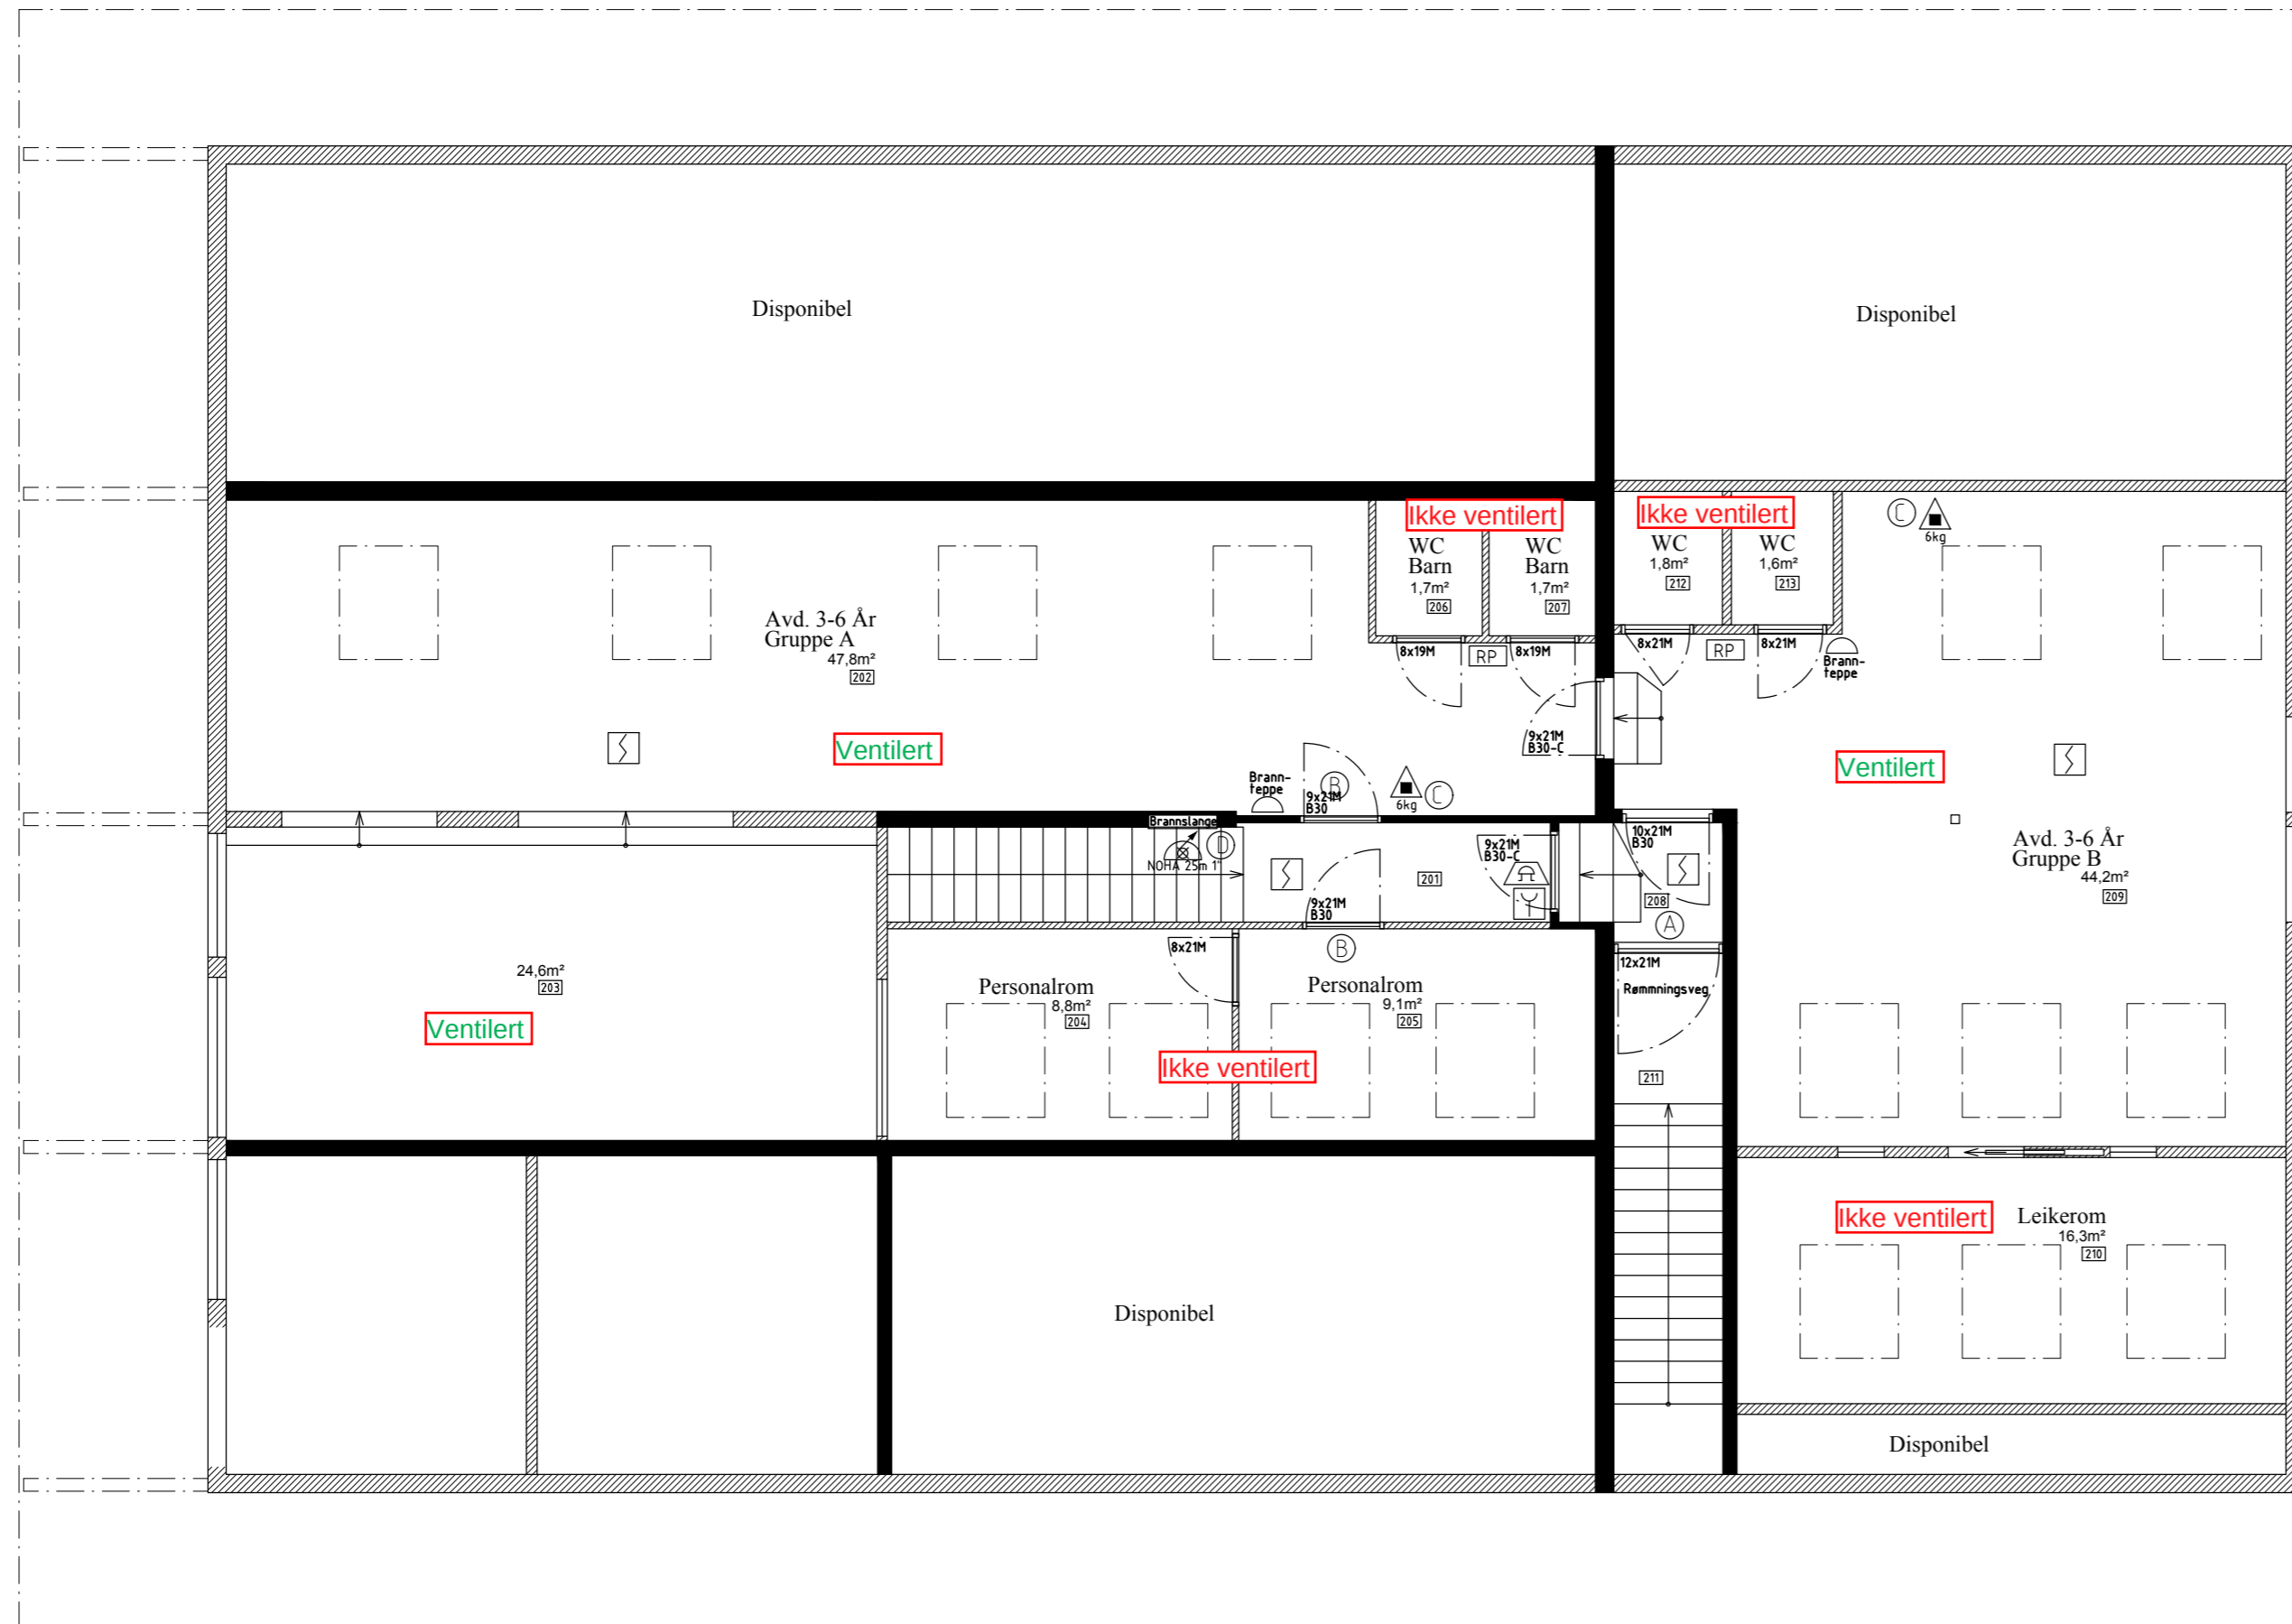 Disponibel
Disponibel
Ikke ventilert
WC
Barn
1,7m²
206
WC
Barn
1,7m²
207
Ikke ventilert
WC
1,8m²
212
WC
1,6m²
213
C
6kg
8x19M
RP
8x19M
8x21M
RP
8x21M
Brann-
teppe
Avd. 3-6 År
Gruppe A
47,8m²
202
Ventilert
9x21M
B30-C
Ventilert
Brann-
teppe
B
9x21M
B30
6kg
C
Brannslange
D
NOHA 25m 1"
9x21M
B30-C
10x21M
B30
Avd. 3-6 År
Gruppe B
44,2m²
209
201
208
A
9x21M
B30
B
8x21M
12x21M
Rømmningsveg
24,6m²
203
Ventilert
Personalrom
8,8m²
204
Personalrom
9,1m²
205
Ikke ventilert
211
Ikke ventilert
Leikerom
16,3m²
210
Disponibel
Disponibel